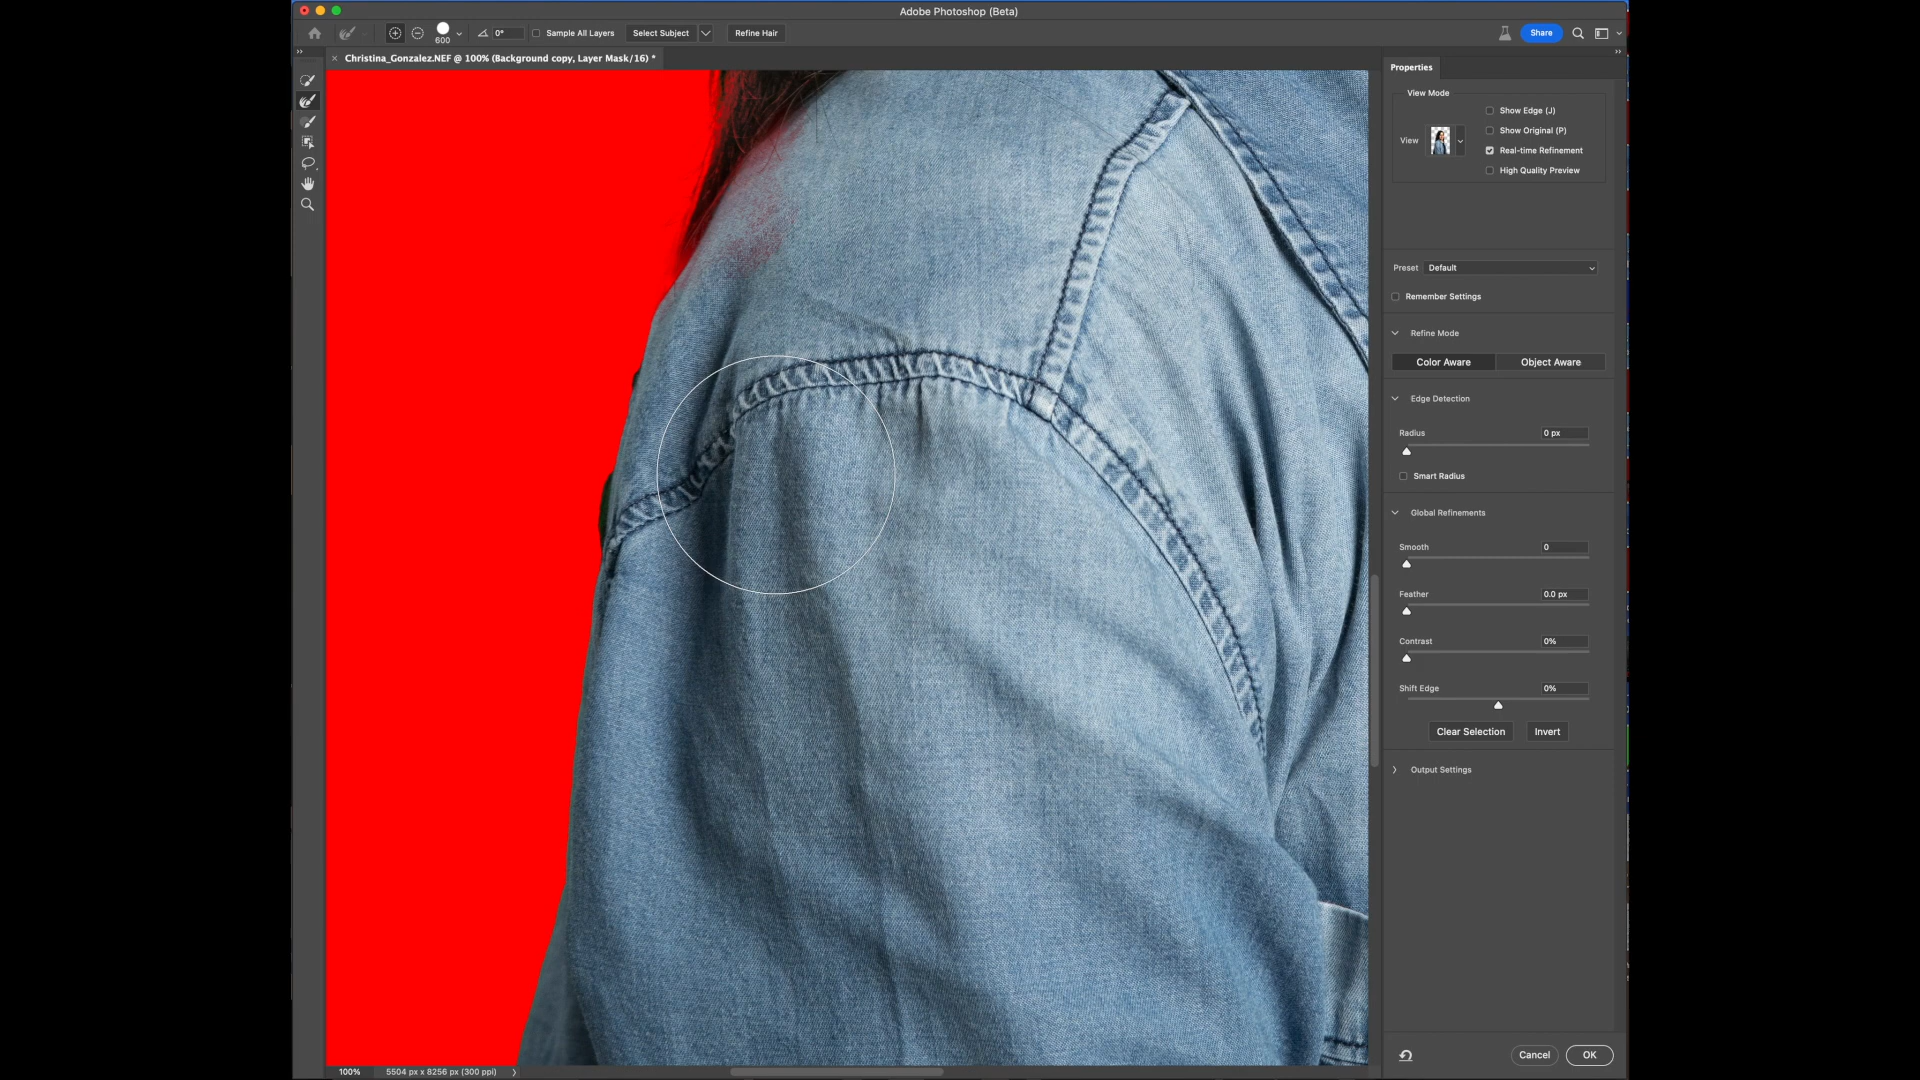 Adobe Photoshop (Beta)
600
0°
Sample All Layers
Select Subject
Refine Hair
Share
Christina_Gonzalez.NEF @ 100% (Background copy, Layer Mask/16) *
Properties
View Mode
Show Edge (J)
Show Original (P)
View
Real-time Refinement
High Quality Preview
Preset Default
Remember Settings
Refine Mode
Color Aware Object Aware
Edge Detection
Radius 0 px
Smart Radius
Global Refinements
Smooth 0
Feather 0.0 px
Contrast 0%
Shift Edge 0%
Clear Selection Invert
Output Settings
Cancel OK
100% 5504 px x 8256 px (300 ppi)